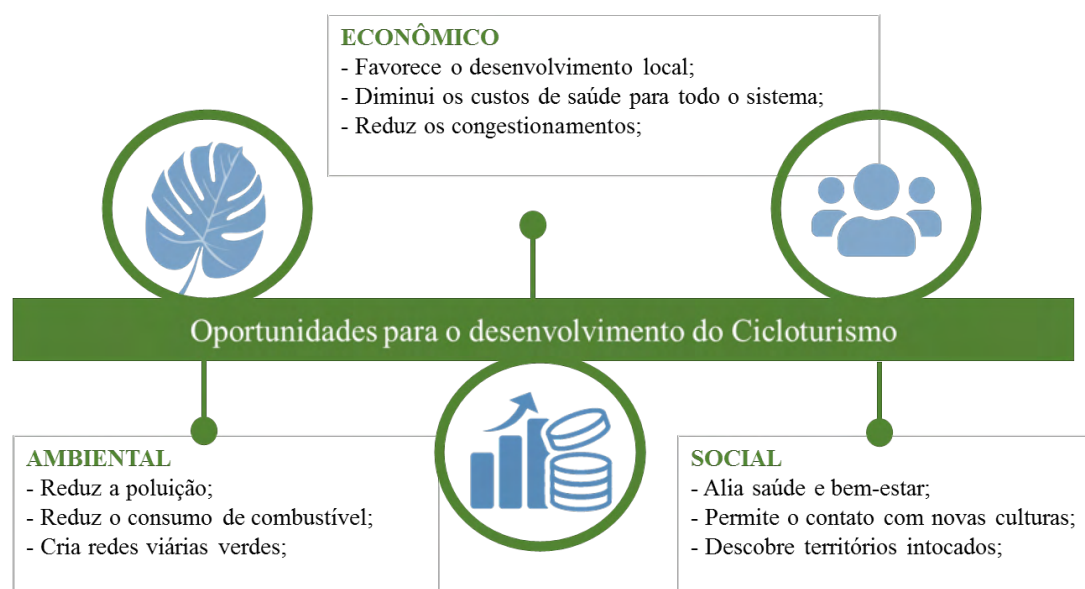 ECONÔMICO
- Favorece o desenvolvimento local;
- Diminui os custos de saúde para todo o sistema;
- Reduz os congestionamentos;
Oportunidades para o desenvolvimento do Cicloturismo
AMBIENTAL
- Reduz a poluição;
- Reduz o consumo de combustível;
- Cria redes viárias verdes;
SOCIAL
- Alia saúde e bem-estar;
- Permite o contato com novas culturas;
- Descobre territórios intocados;